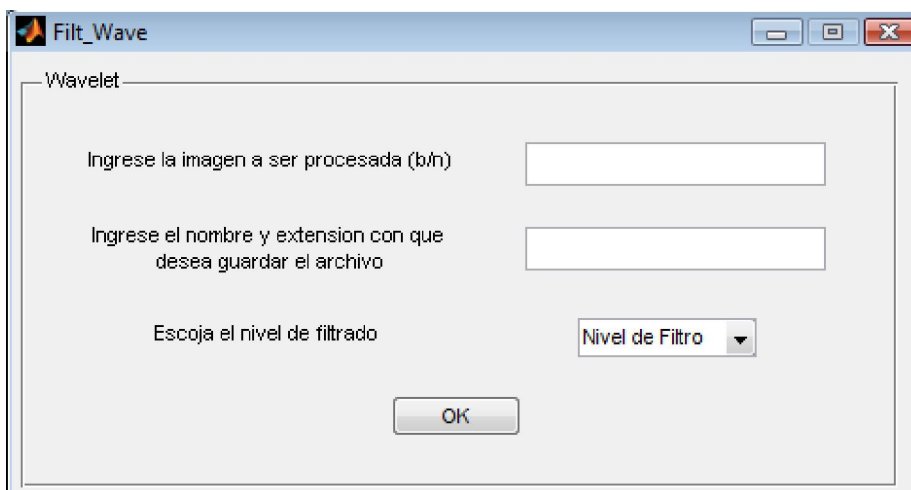 Filt_Wave
Wavelet
Ingrese la imagen a ser procesada (b/n)
Ingrese el nombre y extension con que
desea guardar el archivo
Escoja el nivel de filtrado
Nivel de Filtro
OK